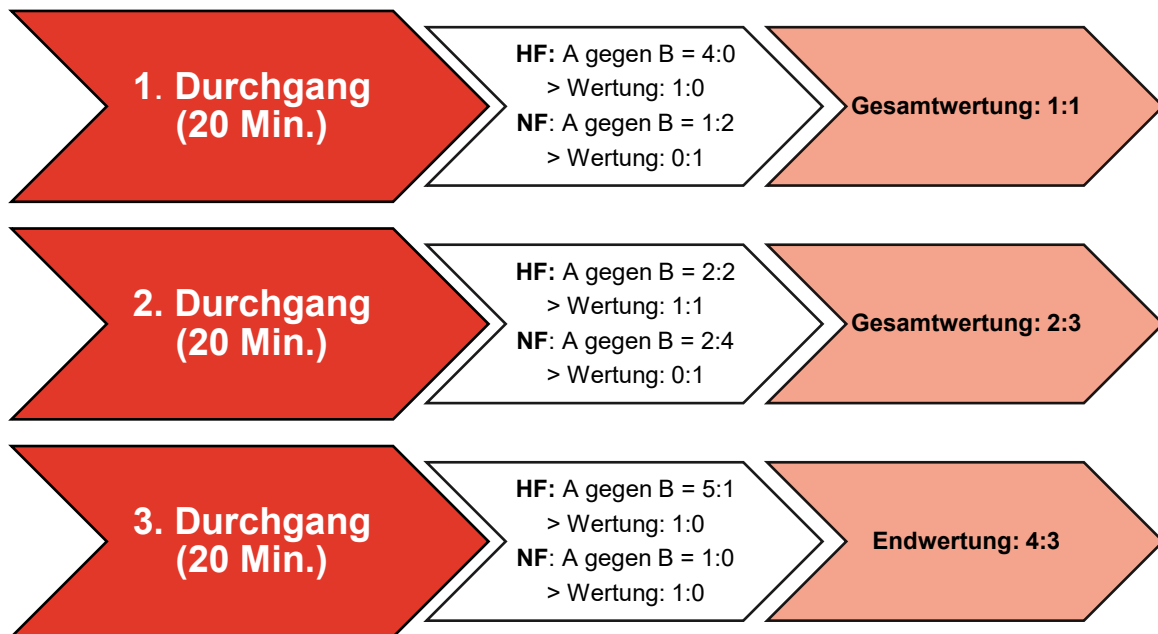 1. Durchgang
(20 Min.)
HF: A gegen B = 4:0
> Wertung: 1:0
NF: A gegen B = 1:2
> Wertung: 0:1
Gesamtwertung: 1:1
2. Durchgang
(20 Min.)
HF: A gegen B = 2:2
> Wertung: 1:1
NF: A gegen B = 2:4
> Wertung: 0:1
Gesamtwertung: 2:3
3. Durchgang
(20 Min.)
HF: A gegen B = 5:1
> Wertung: 1:0
NF: A gegen B = 1:0
> Wertung: 1:0
Endwertung: 4:3